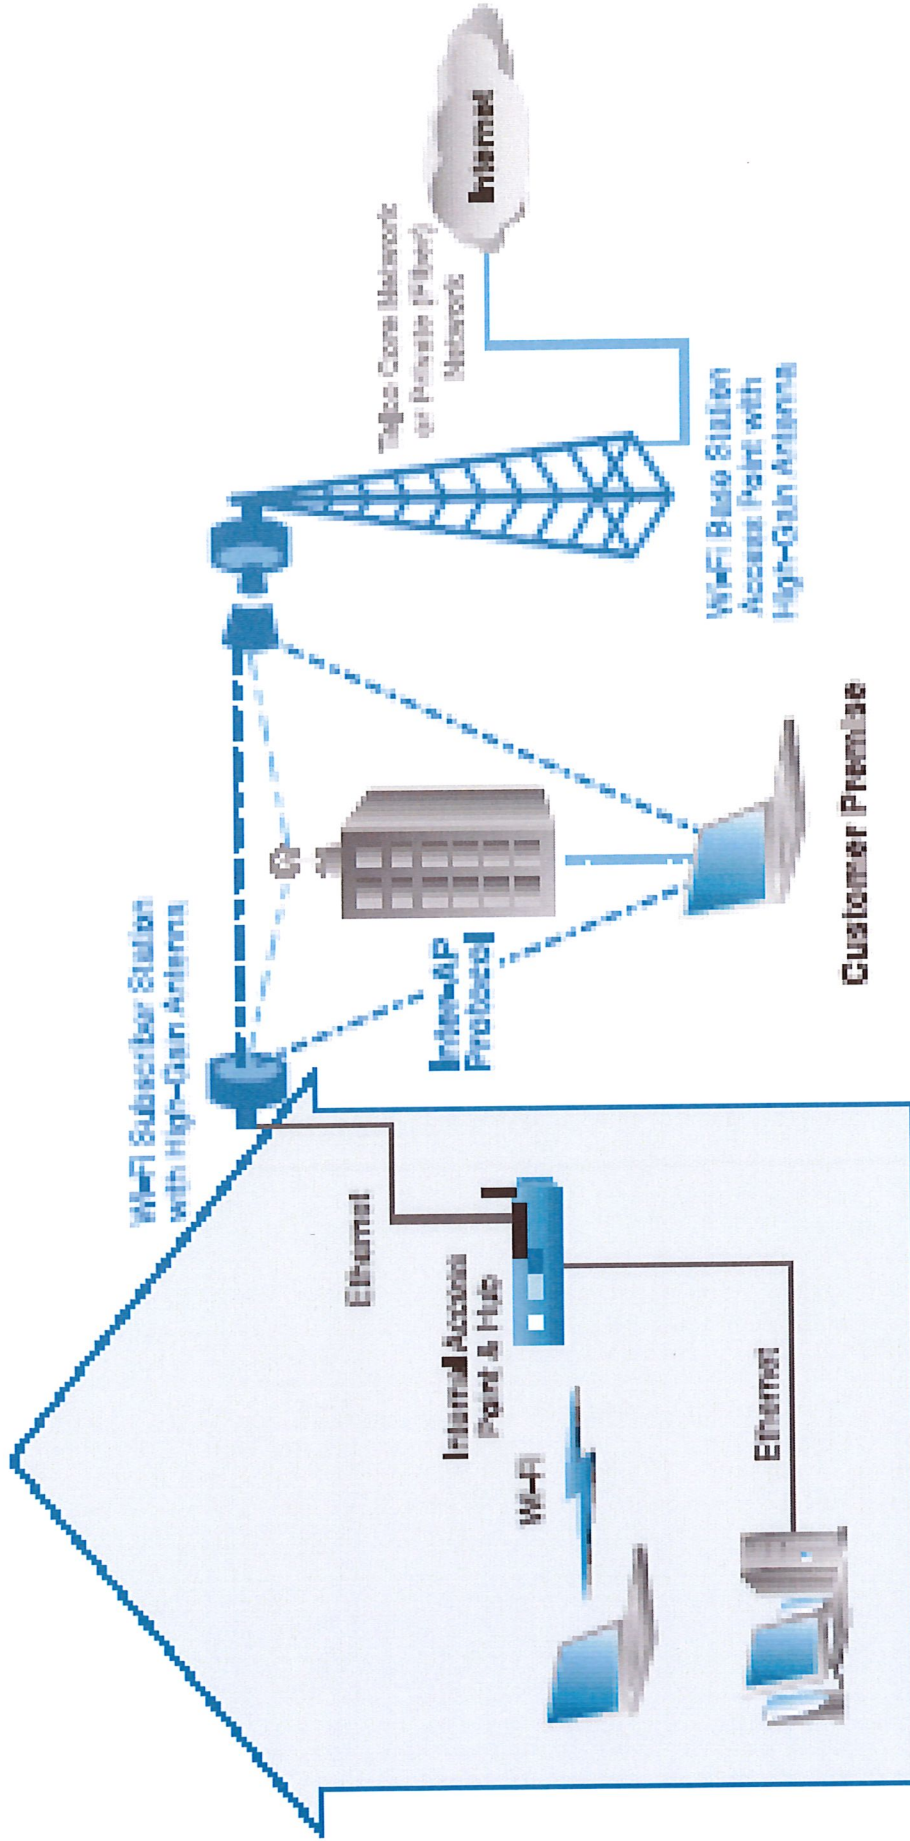 Wi-Fi Subscriber Station
with High-Gain Antenna
Ethernet
Internal Access
Point & Hub
Wi-Fi
Ethernet
Inter-AP
Protocol
Customer Premise
Telco Core Network
or Private (Fiber)
Network
Internet
Wi-Fi Base Station
Access Point with
High-Gain Antenna